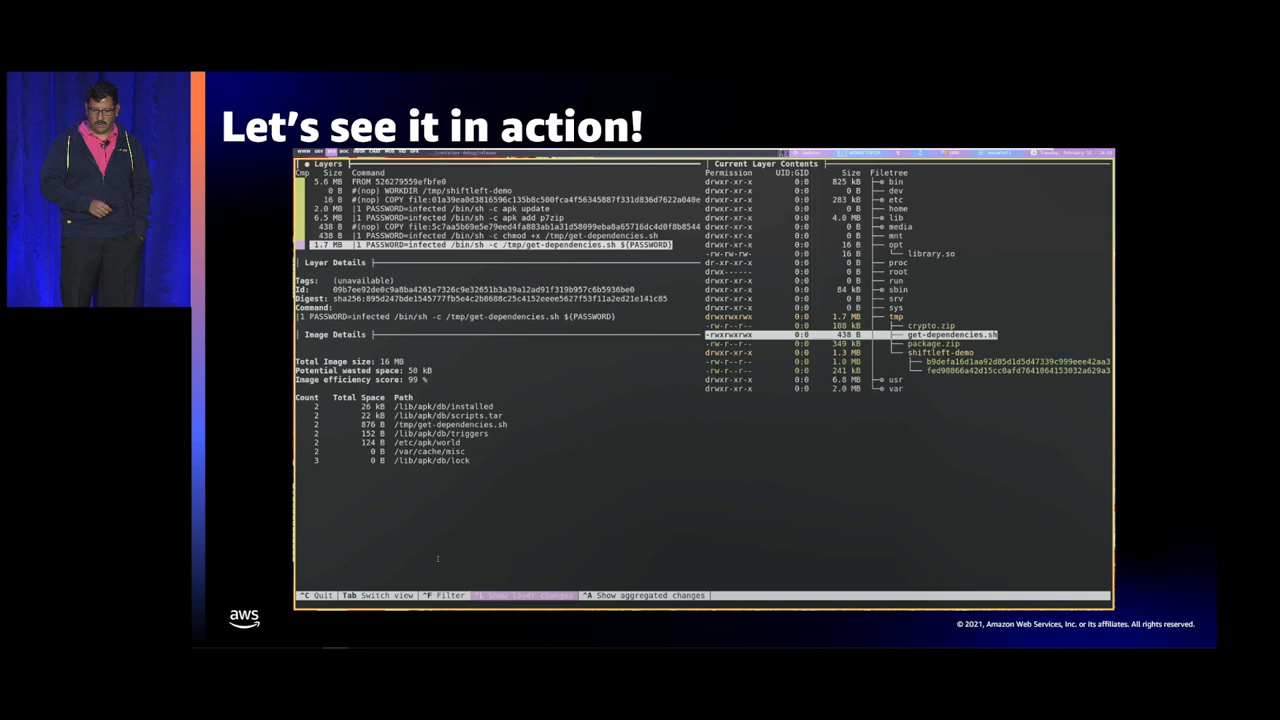 Let's see it in action!
Layers
Cmp Size Command
5.6 MB FROM 526279559efbfe0
0 B #(nop) WORKDIR /tmp/shiftleft-demo
16 B #(nop) COPY file:01a39ea0d3816596c135b8c500fca4f56345887f331d836d7622a040e
2.0 MB |1 PASSWORD=infected /bin/sh -c apk update
6.5 MB |1 PASSWORD=infected /bin/sh -c apk add p7zip
438 B #(nop) COPY file:5c7aa5b69e5e79eed4fa883ab1a31d58099eba8a65716dc4d0f8b8544
438 B |1 PASSWORD=infected /bin/sh -c chmod +x /tmp/get-dependencies.sh
1.7 MB |1 PASSWORD=infected /bin/sh -c /tmp/get-dependencies.sh ${PASSWORD}
Layer Details
Tags: (unavailable)
Id: 09b7ee92de0c9a8ba4261e7326c9e32651b3a39a12ad91f319b957c6b5936be0
Digest: sha256:895d247bde1545777fb5e4c2b8688c25c4152eeee5627f53f11a2ed21e141c85
Command:
|1 PASSWORD=infected /bin/sh -c /tmp/get-dependencies.sh ${PASSWORD}
Image Details
Total Image size: 16 MB
Potential wasted space: 50 kB
Image efficiency score: 99 %
Count Total Space Path
2 26 kB /lib/apk/db/installed
2 22 kB /lib/apk/db/scripts.tar
2 876 B /tmp/get-dependencies.sh
2 152 B /lib/apk/db/triggers
2 124 B /etc/apk/world
2 0 B /var/cache/misc
3 0 B /lib/apk/db/lock
Current Layer Contents
Permission UID:GID Size Filetree
drwxr-xr-x 0:0 825 kB bin
drwxr-xr-x 0:0 0 B dev
drwxr-xr-x 0:0 283 kB etc
drwxr-xr-x 0:0 0 B home
drwxr-xr-x 0:0 4.0 MB lib
drwxr-xr-x 0:0 0 B media
drwxr-xr-x 0:0 0 B mnt
drwxr-xr-x 0:0 16 B opt
-rw-rw-rw- 0:0 16 B library.so
dr-xr-xr-x 0:0 0 B proc
drwx------ 0:0 0 B root
drwxr-xr-x 0:0 0 B run
drwxr-xr-x 0:0 84 kB sbin
drwxr-xr-x 0:0 0 B srv
drwxr-xr-x 0:0 0 B sys
drwxrwxrwx 0:0 1.7 MB tmp
-rw-r--r-- 0:0 108 kB crypto.zip
-rwxrwxrwx 0:0 438 B get-dependencies.sh
-rw-r--r-- 0:0 349 kB package.zip
drwxr-xr-x 0:0 1.3 MB shiftleft-demo
-rw-r--r-- 0:0 1.0 MB b9defa16d1aa92d85d1d5d47339c999eee42aa3
-rw-r--r-- 0:0 241 kB fed90866a42d15cc0afd7641064153032a629a3
drwxr-xr-x 0:0 6.8 MB usr
drwxr-xr-x 0:0 2.0 MB var
^C Quit Tab Switch view ^F Filter ^L Show layer changes ^A Show aggregated changes
aws
© 2021, Amazon Web Services, Inc. or its affiliates. All rights reserved.